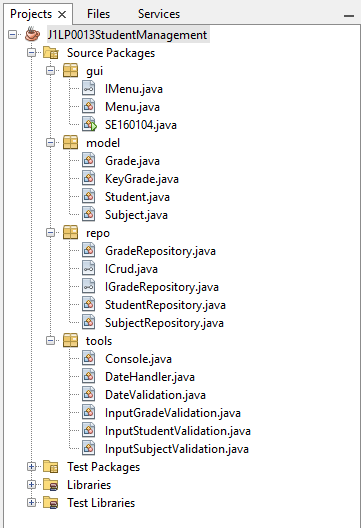 Projects Files Services
J1LP0013StudentManagement
Source Packages
gui
IMenu.java
Menu.java
SE160104.java
model
Grade.java
KeyGrade.java
Student.java
Subject.java
repo
GradeRepository.java
ICrud.java
IGradeRepository.java
StudentRepository.java
SubjectRepository.java
tools
Console.java
DateHandler.java
DateValidation.java
InputGradeValidation.java
InputStudentValidation.java
InputSubjectValidation.java
Test Packages
Libraries
Test Libraries